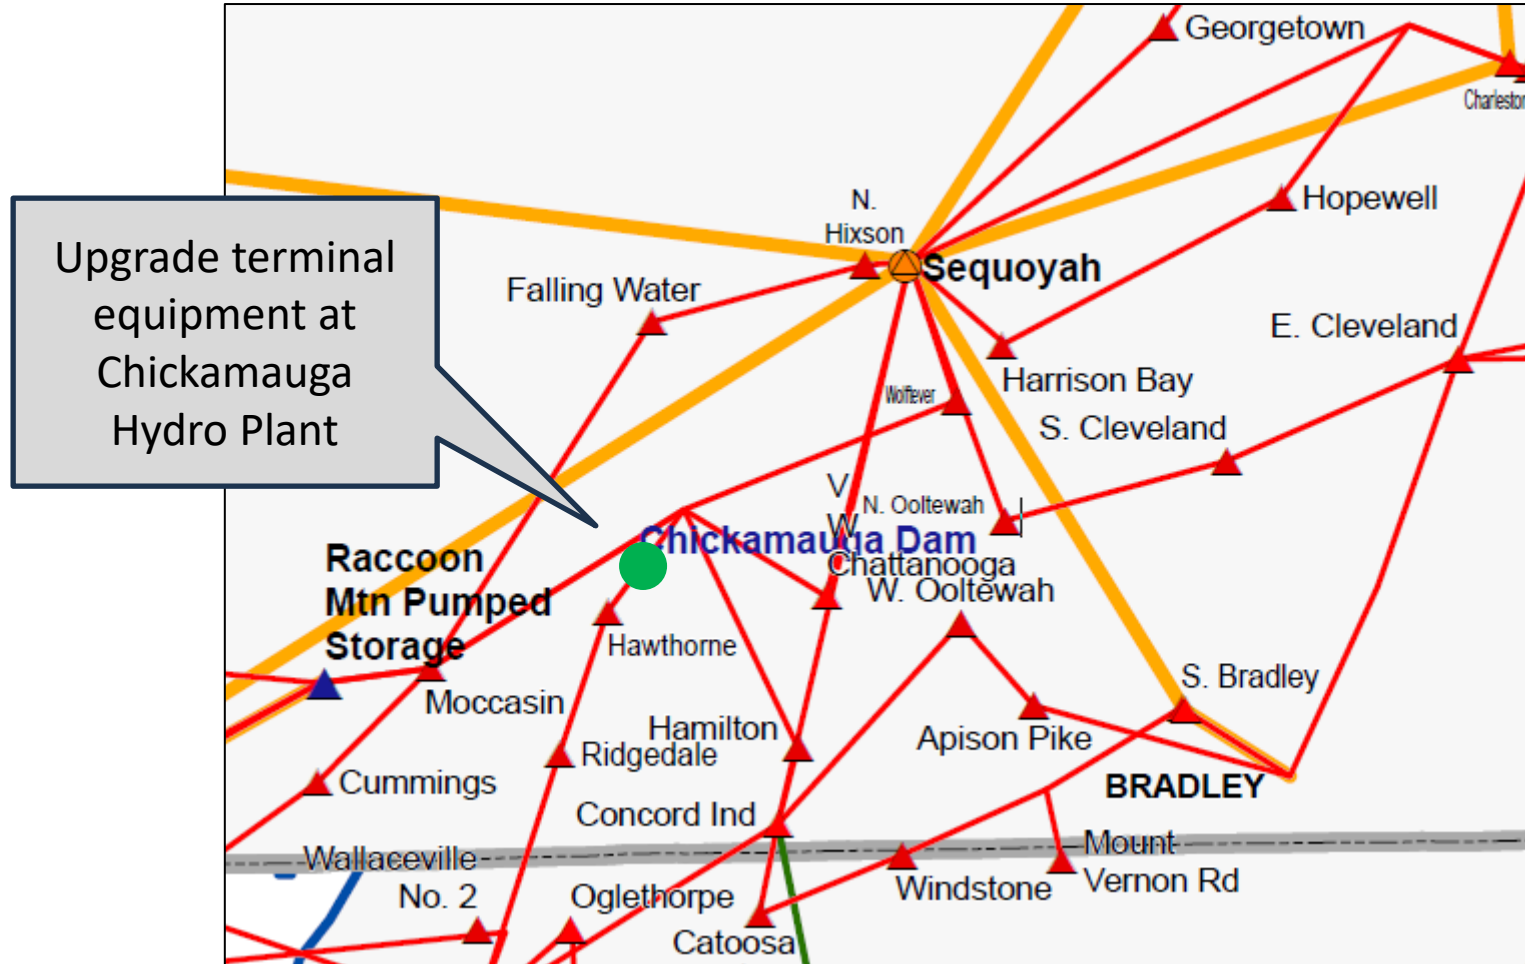 Georgetown
Charleston
N.
Hixson
Hopewell
Upgrade terminal
equipment at
Chickamauga
Hydro Plant
Sequoyah
Falling Water
E. Cleveland
Harrison Bay
Wolftever
S. Cleveland
V
N. Ooltewah
W
Chickamauga Dam
Chattanooga
Raccoon
Mtn Pumped
Storage
W. Ooltewah
Hawthorne
S. Bradley
Moccasin
Hamilton
Apison Pike
Ridgedale
Cummings
BRADLEY
Concord Ind
Mount
Vernon Rd
Wallaceville
No. 2
Oglethorpe
Windstone
Catoosa